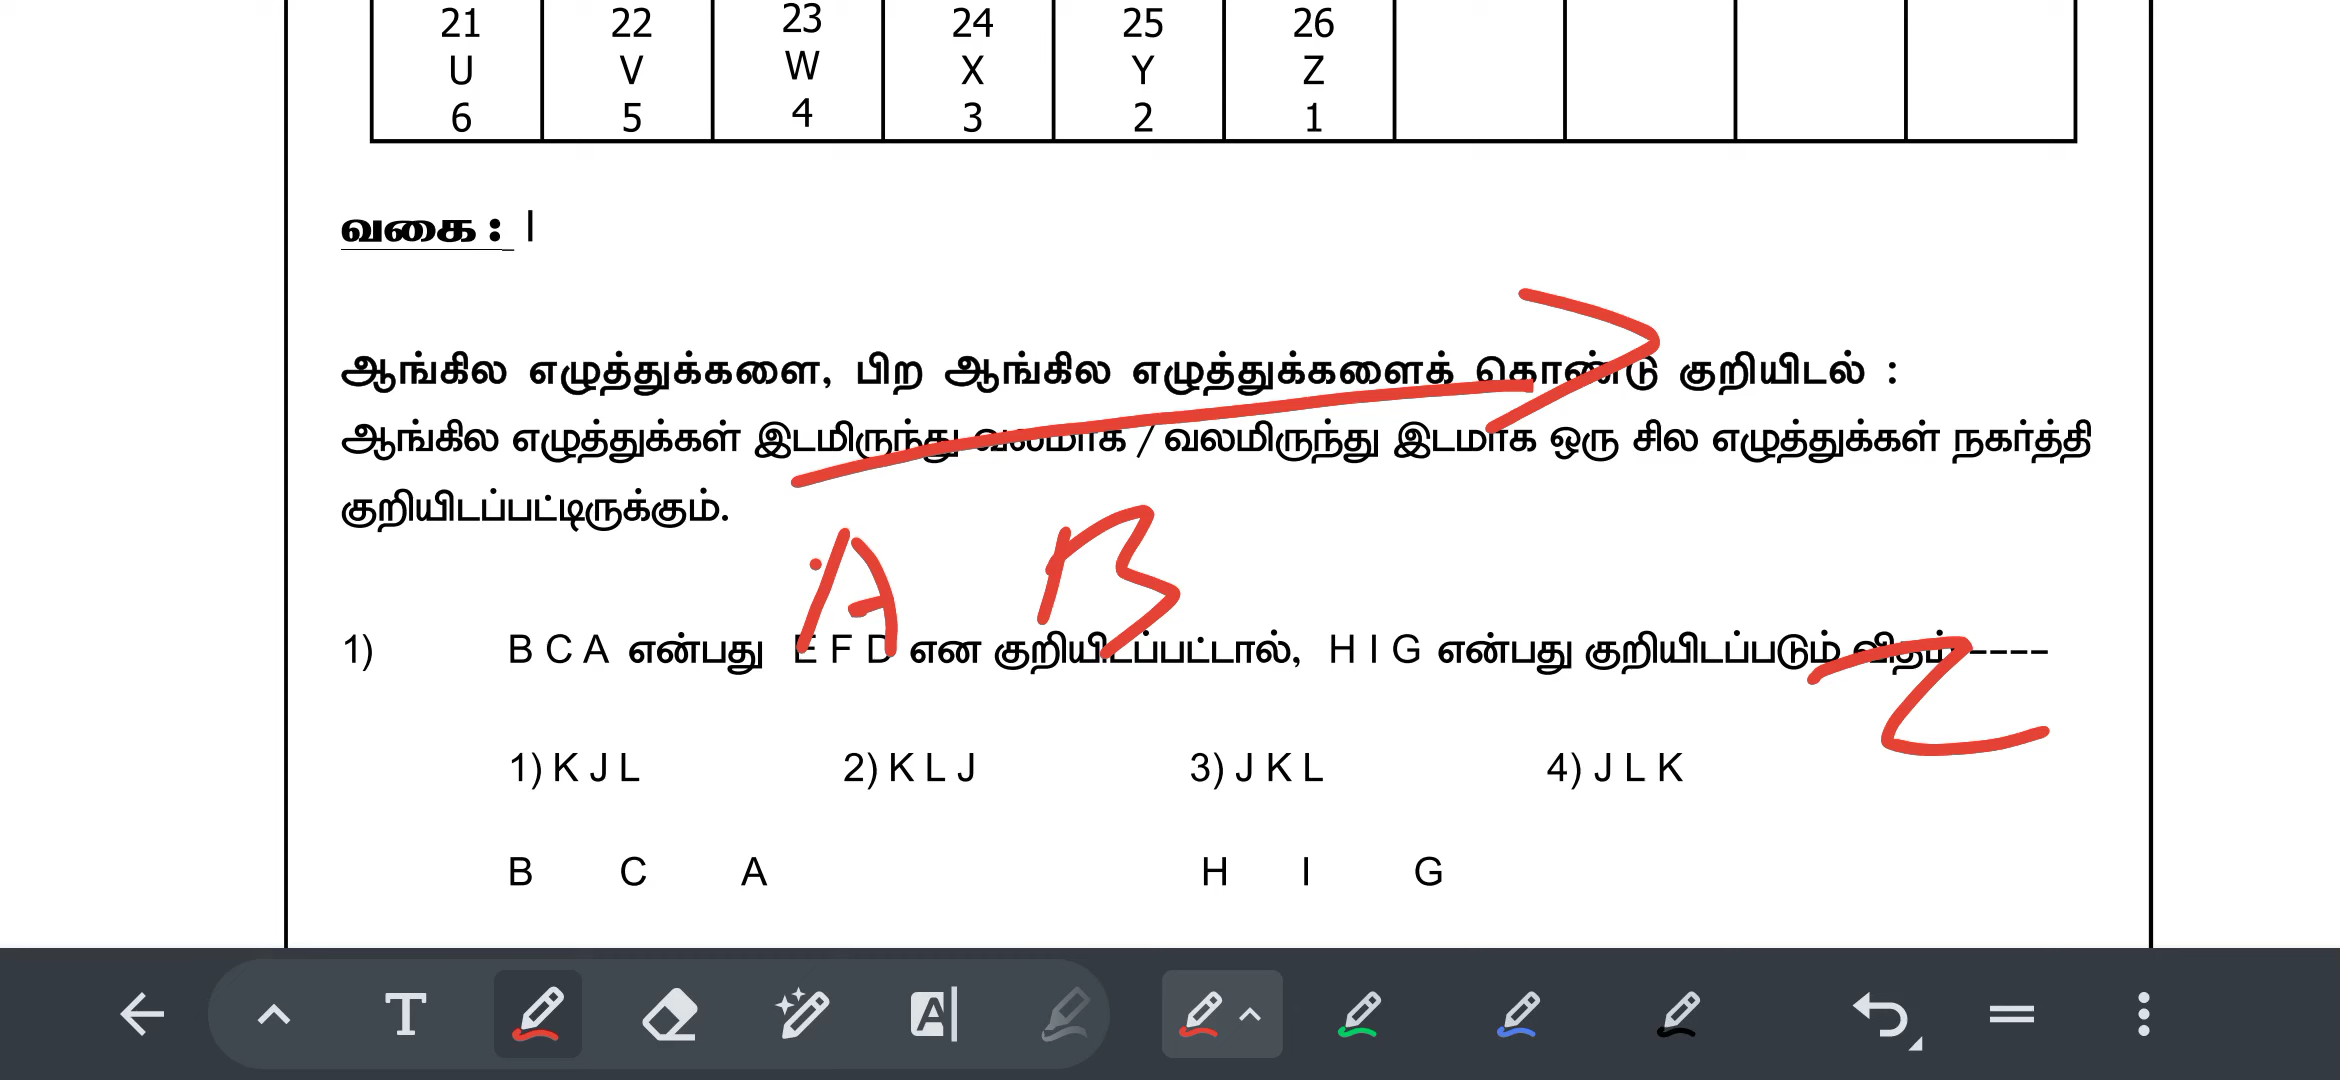 21 22 23 24 25 26
U V W X Y Z
6 5 4 3 2 1
வகை : I
ஆங்கில எழுத்துக்களை, பிற ஆங்கில எழுத்துக்களைக் கொண்டு குறியிடல் :
ஆங்கில எழுத்துக்கள் இடமிருந்து வலமாக / வலமிருந்து இடமாக ஒரு சில எழுத்துக்கள் நகர்த்தி
குறியிடப்பட்டிருக்கும்.
A B Z
1) B C A என்பது E F D என குறியிடப்பட்டால், H I G என்பது குறியிடப்படும் விதம் ----
1) K J L 2) K L J 3) J K L 4) J L K
B C A H I G